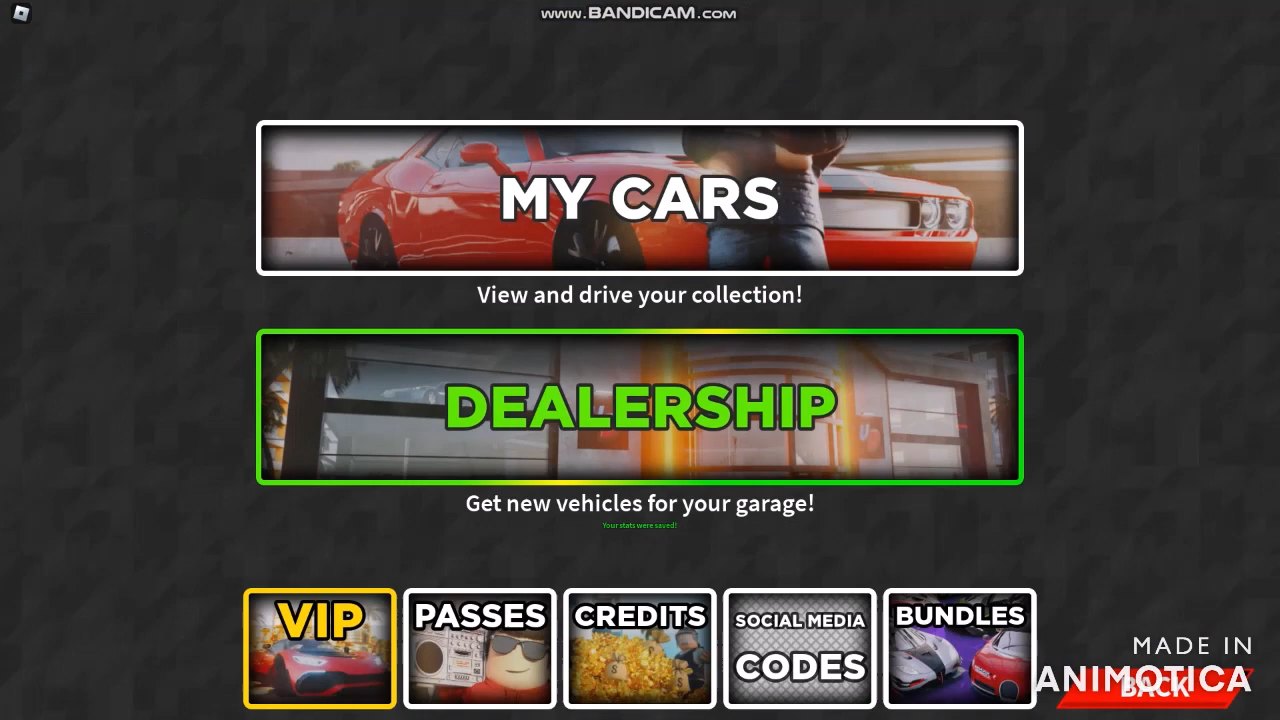 www.BANDICAM.com
MY CARS
View and drive your collection!
DEALERSHIP
Get new vehicles for your garage!
Your stats were saved!
VIP
PASSES
CREDITS
SOCIAL MEDIA
CODES
BUNDLES
MADE IN
ANIMOTICA
BACK